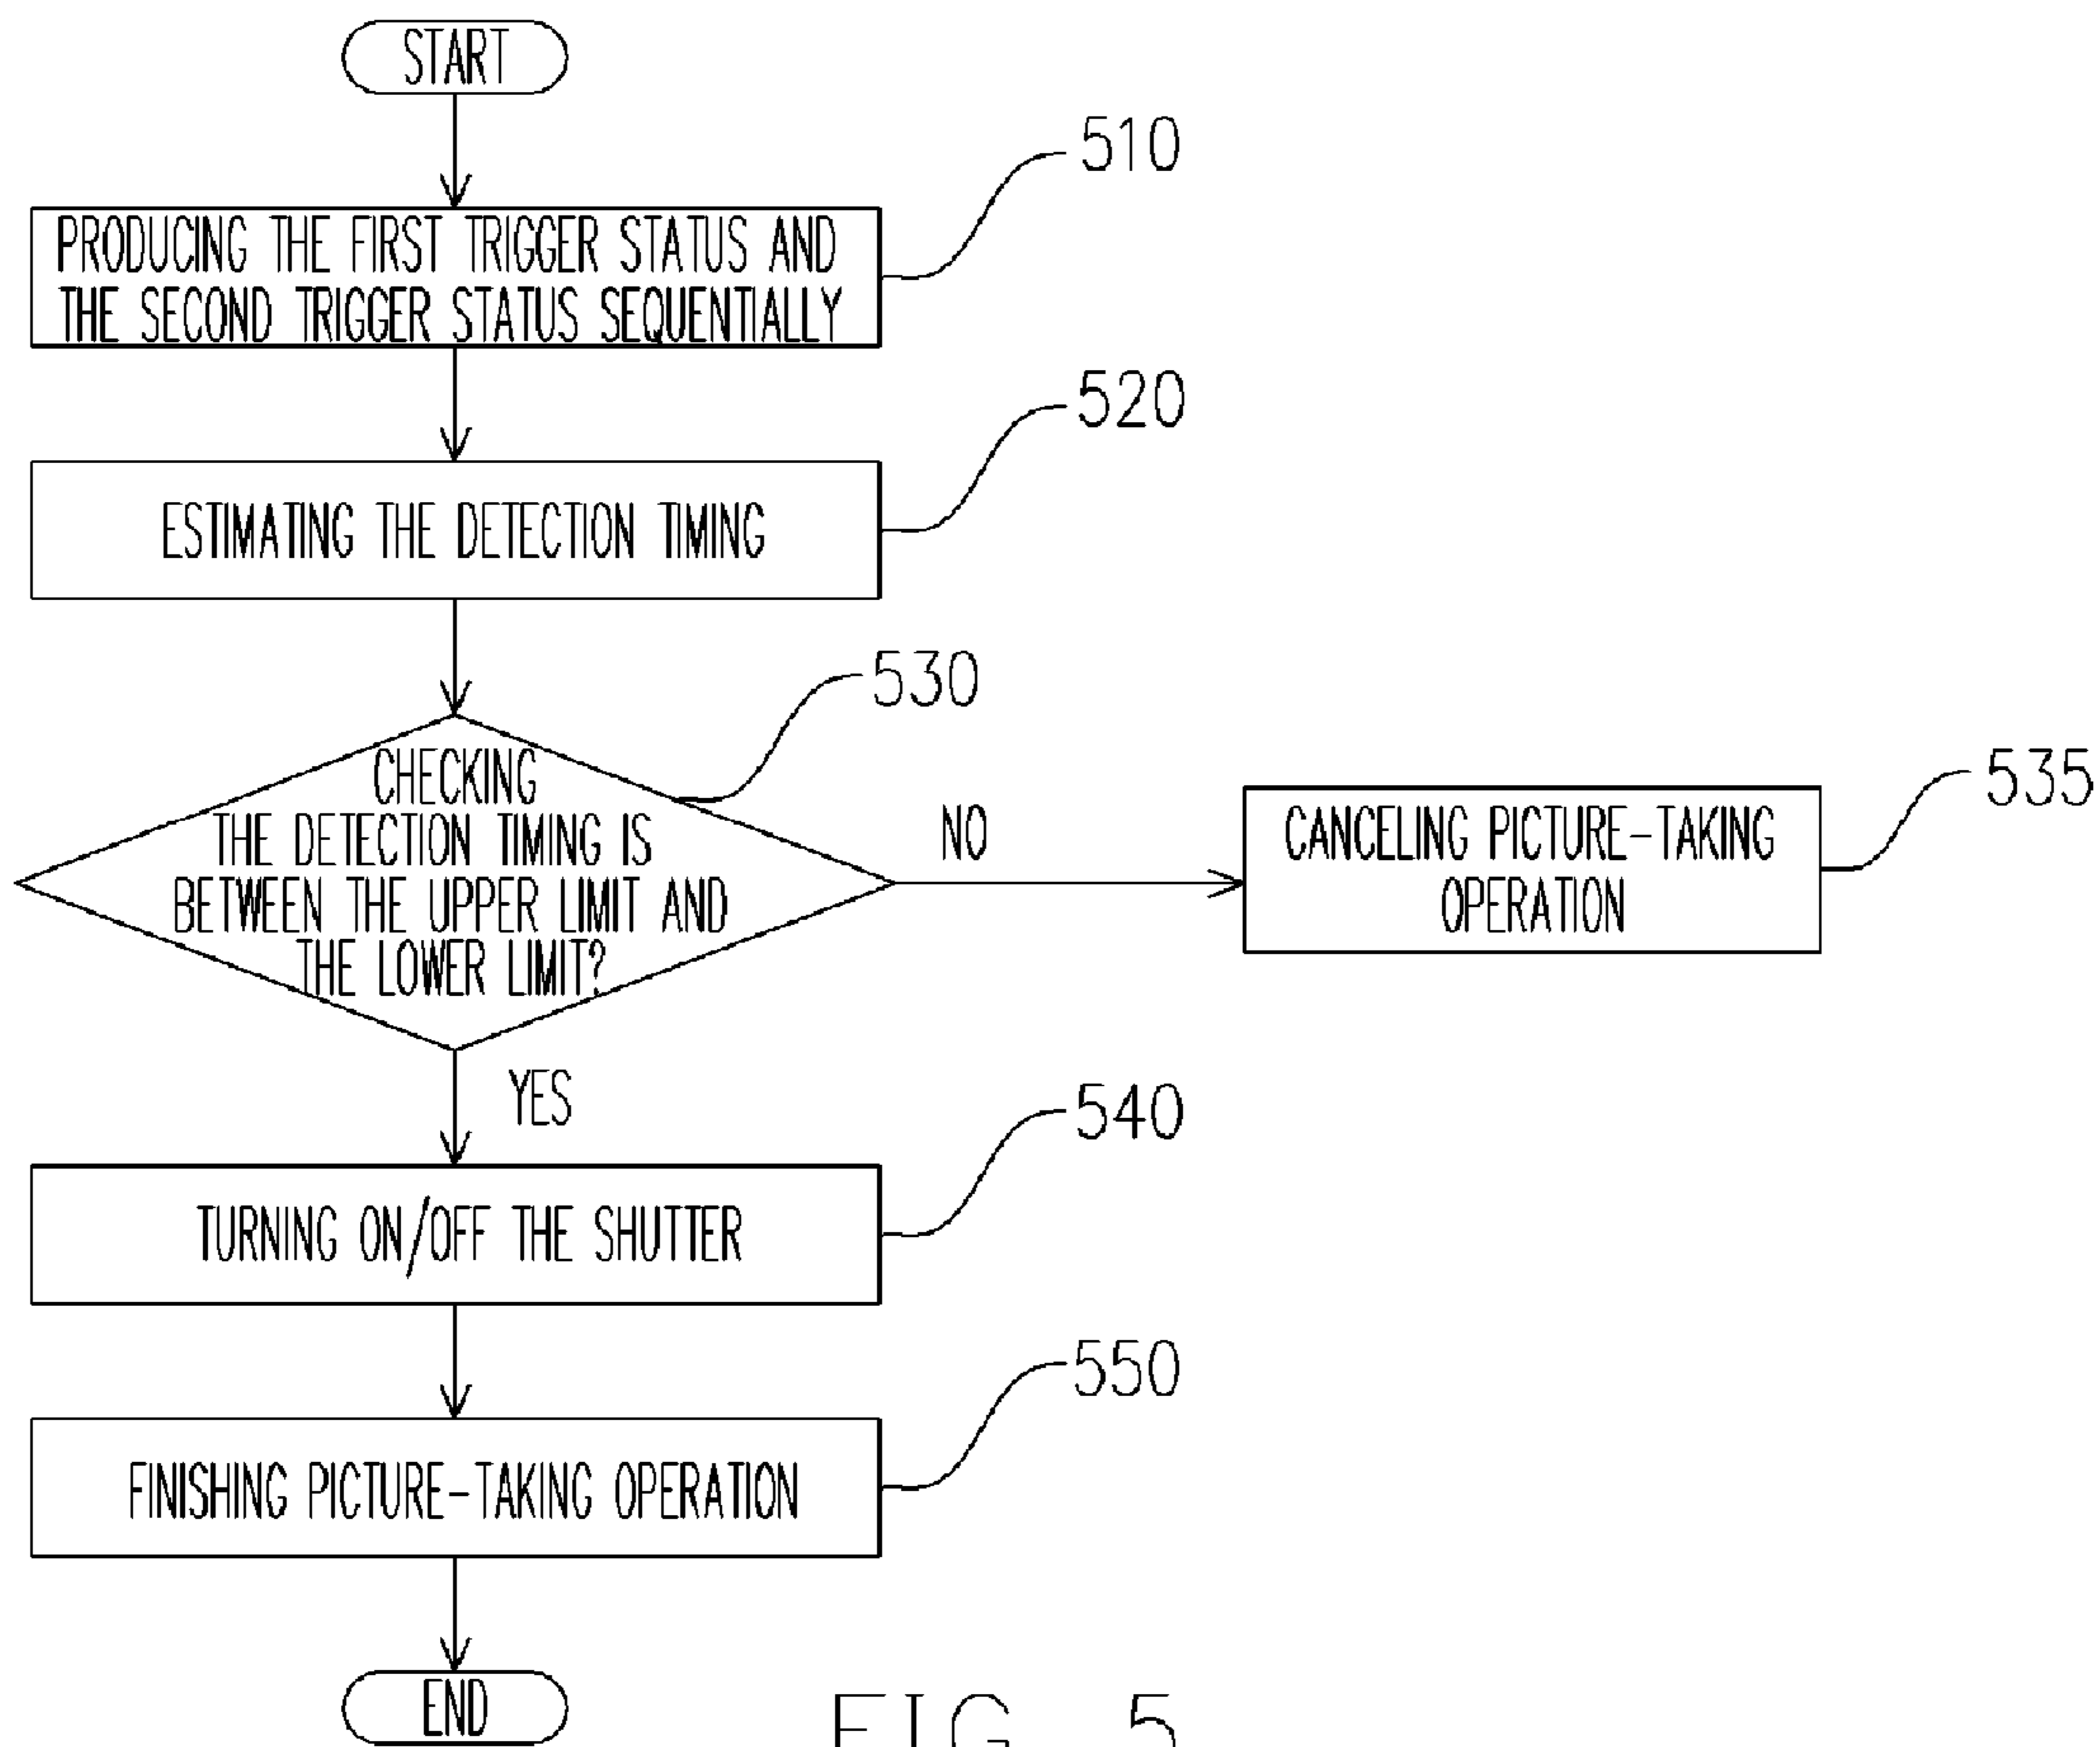 START
510
PRODUCING THE FIRST TRIGGER STATUS AND
THE SECOND TRIGGER STATUS SEQUENTIALLY
520
ESTIMATING THE DETECTION TIMING
530
CHECKING
THE DETECTION TIMING IS
BETWEEN THE UPPER LIMIT AND
THE LOWER LIMIT?
NO
535
CANCELING PICTURE-TAKING
OPERATION
YES
540
TURNING ON/OFF THE SHUTTER
550
FINISHING PICTURE-TAKING OPERATION
END
FIG. 5